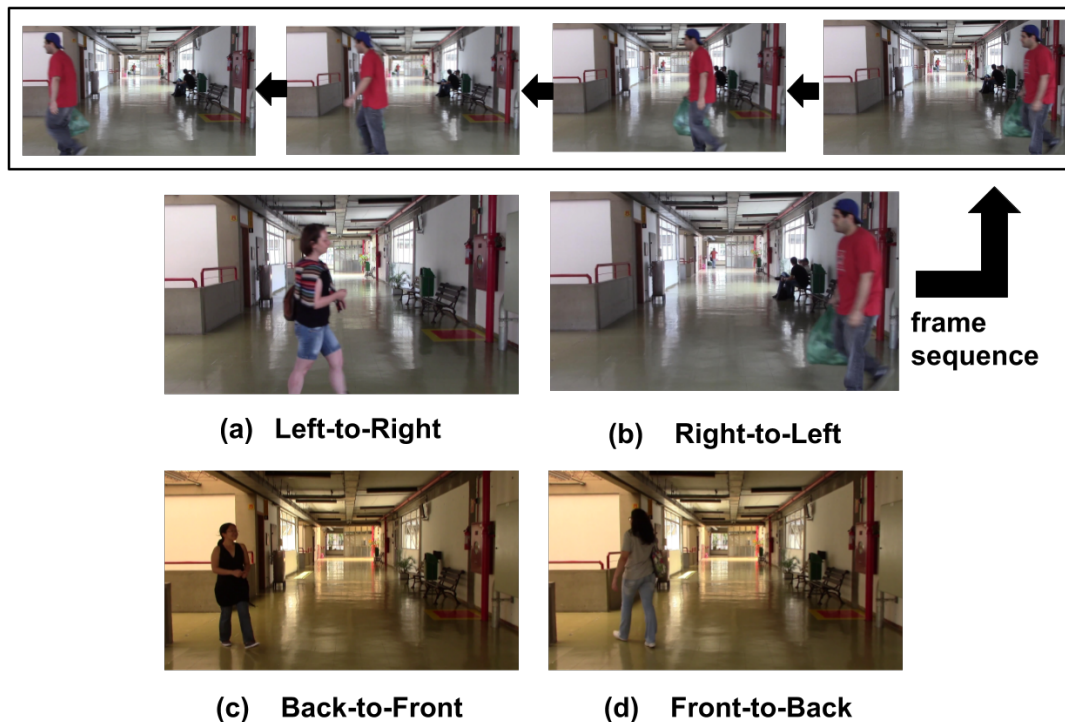 frame
sequence
(a) Left-to-Right
(b) Right-to-Left
(c) Back-to-Front
(d) Front-to-Back